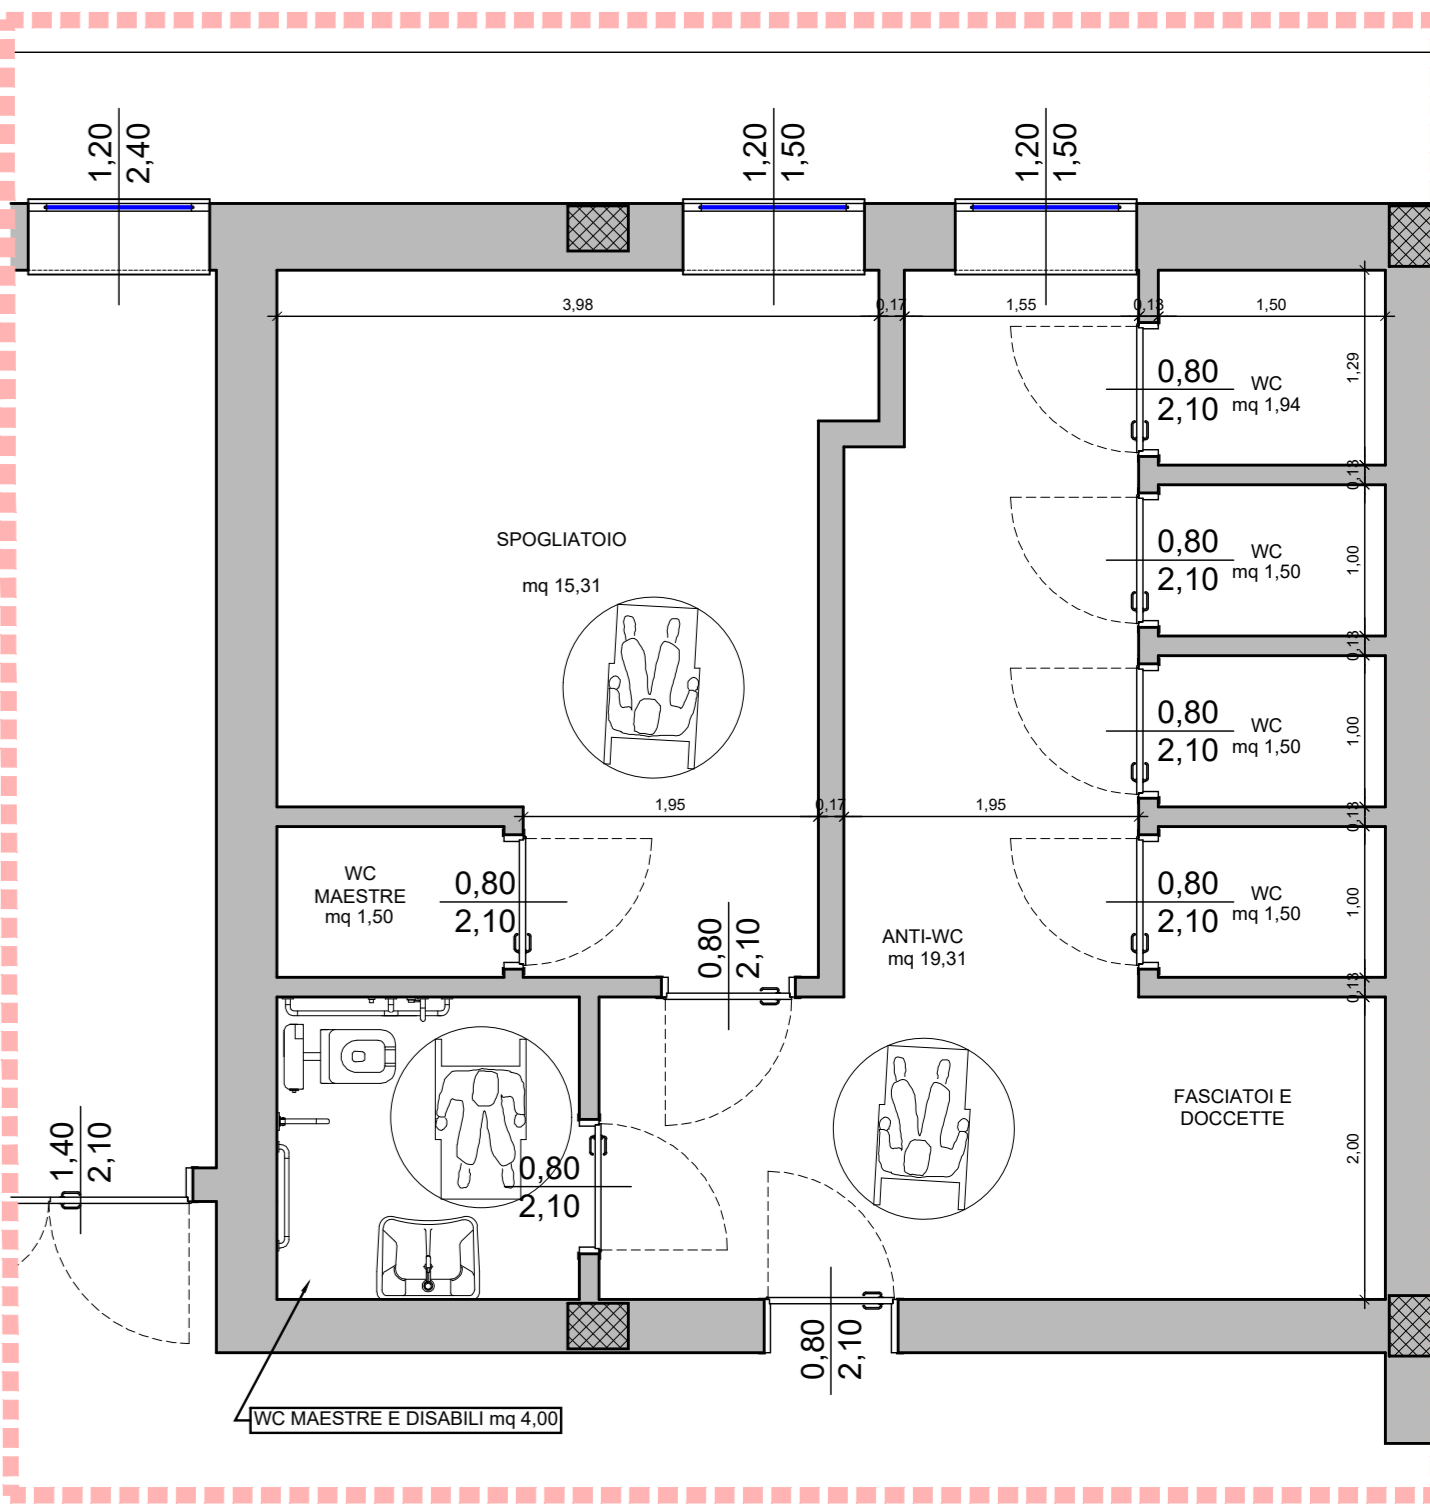 1,20
2,40
1,20
1,50
1,20
1,50
3,98
0,17
1,55
0,13
1,50
1,29
0,80
2,10
WC
mq 1,94
0,13
0,80
2,10
WC
mq 1,50
1,00
SPOGLIATOIO
mq 15,31
0,13
0,80
2,10
WC
mq 1,50
1,00
1,95
0,17
1,95
0,13
WC
MAESTRE
mq 1,50
0,80
2,10
0,80
2,10
ANTI-WC
mq 19,31
0,80
2,10
WC
mq 1,50
1,00
0,13
1,40
2,10
0,80
2,10
FASCIATOI E
DOCCETTE
2,00
0,80
2,10
WC MAESTRE E DISABILI mq 4,00